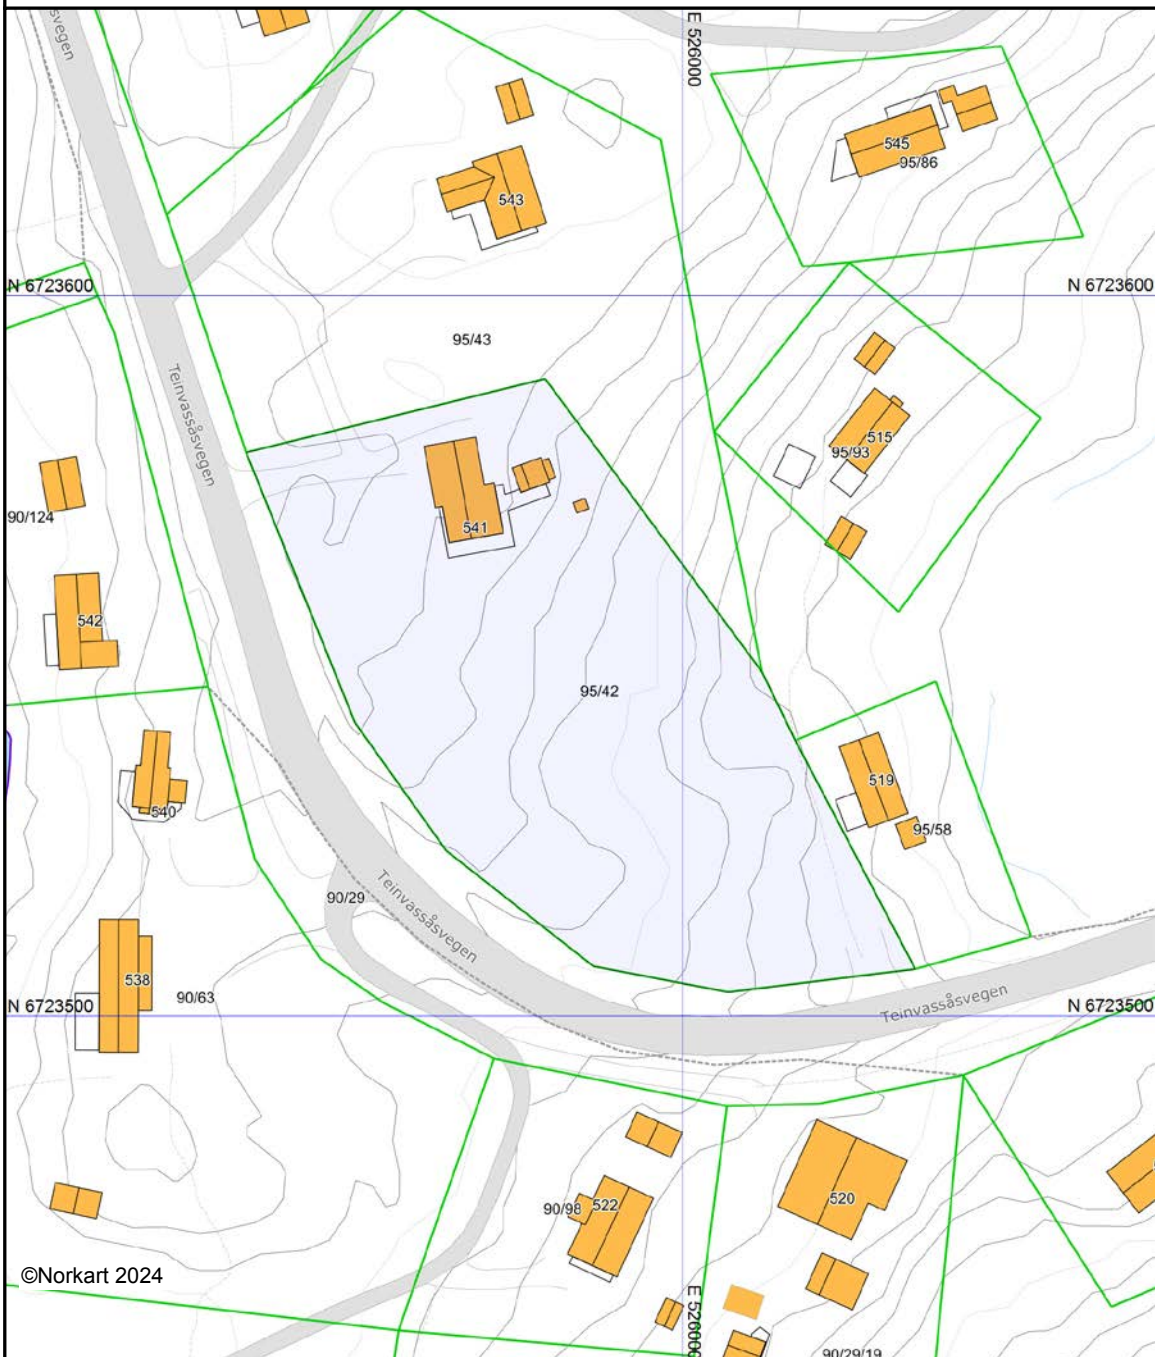 svegen
E 526000
545
95/86
543
N 6723600
N 6723600
95/43
Teinvassåsvegen
515
95/93
90/124
541
542
95/42
519
540
95/58
Teinvassåsvegen
90/29
538
90/63
N 6723500
Teinvassåsvegen
N 6723500
520
522
90/98
©Norkart 2024
E 526000
90/29/19